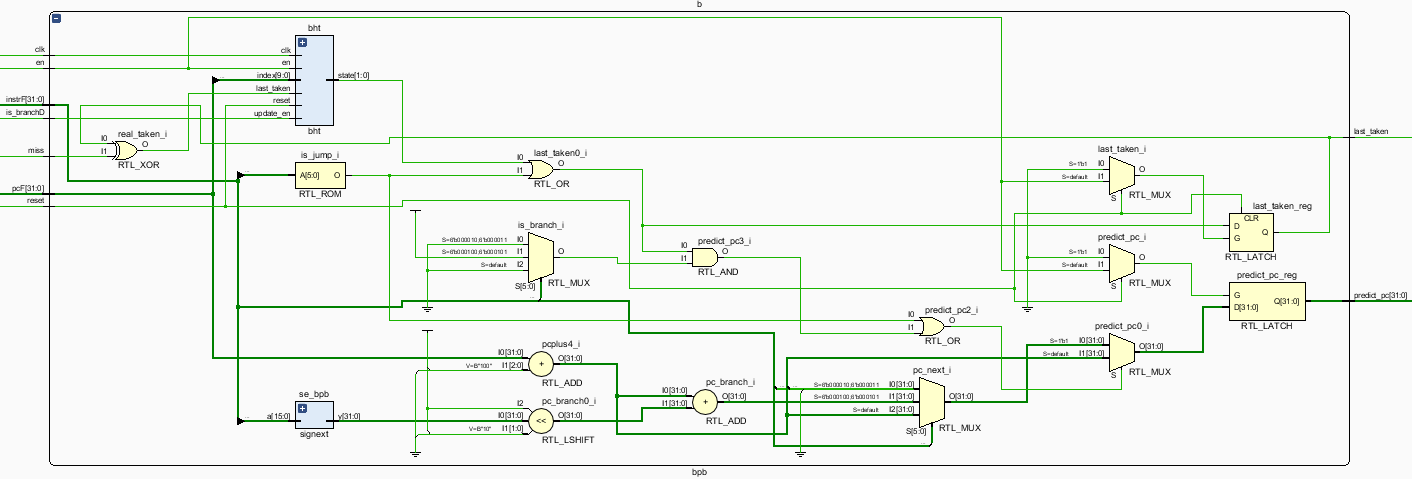 b
bht
clk
en
index[9:0]
last_taken
reset
update_en
state[1:0]
bht
clk
en
instrF[31:0]
is_branchD
miss
pcF[31:0]
reset
real_taken_i
I0
I1
O
RTL_XOR
is_jump_i
A[5:0]
O
RTL_ROM
last_taken0_i
I0
I1
O
RTL_OR
is_branch_i
S=6'b000010,6'b000011
I0
S=6'b000100,6'b000101
I1
S=default
I2
S[5:0]
O
RTL_MUX
predict_pc3_i
I0
I1
O
RTL_AND
predict_pc2_i
I0
I1
O
RTL_OR
last_taken_i
S=1'b1
I0
S=default
I1
S
O
RTL_MUX
last_taken_reg
CLR
D
G
Q
RTL_LATCH
last_taken
predict_pc_i
S=1'b1
I0
S=default
I1
S
O
RTL_MUX
predict_pc_reg
G
D[31:0]
Q[31:0]
RTL_LATCH
predict_pc[31:0]
predict_pc0_i
S=1'b1
I0[31:0]
S=default
I1[31:0]
S
O[31:0]
RTL_MUX
pcplus4_i
I0[31:0]
V=B"100"
I1[2:0]
O[31:0]
RTL_ADD
se_bpb
a[15:0]
y[31:0]
signext
pc_branch0_i
I2
I0[31:0]
V=B"10"
I1[1:0]
O[31:0]
RTL_LSHIFT
pc_branch_i
I0[31:0]
I1[31:0]
O[31:0]
RTL_ADD
pc_next_i
S=6'b000010,6'b000011
I0[31:0]
S=6'b000100,6'b000101
I1[31:0]
S=default
I2[31:0]
S[5:0]
O[31:0]
RTL_MUX
bpb